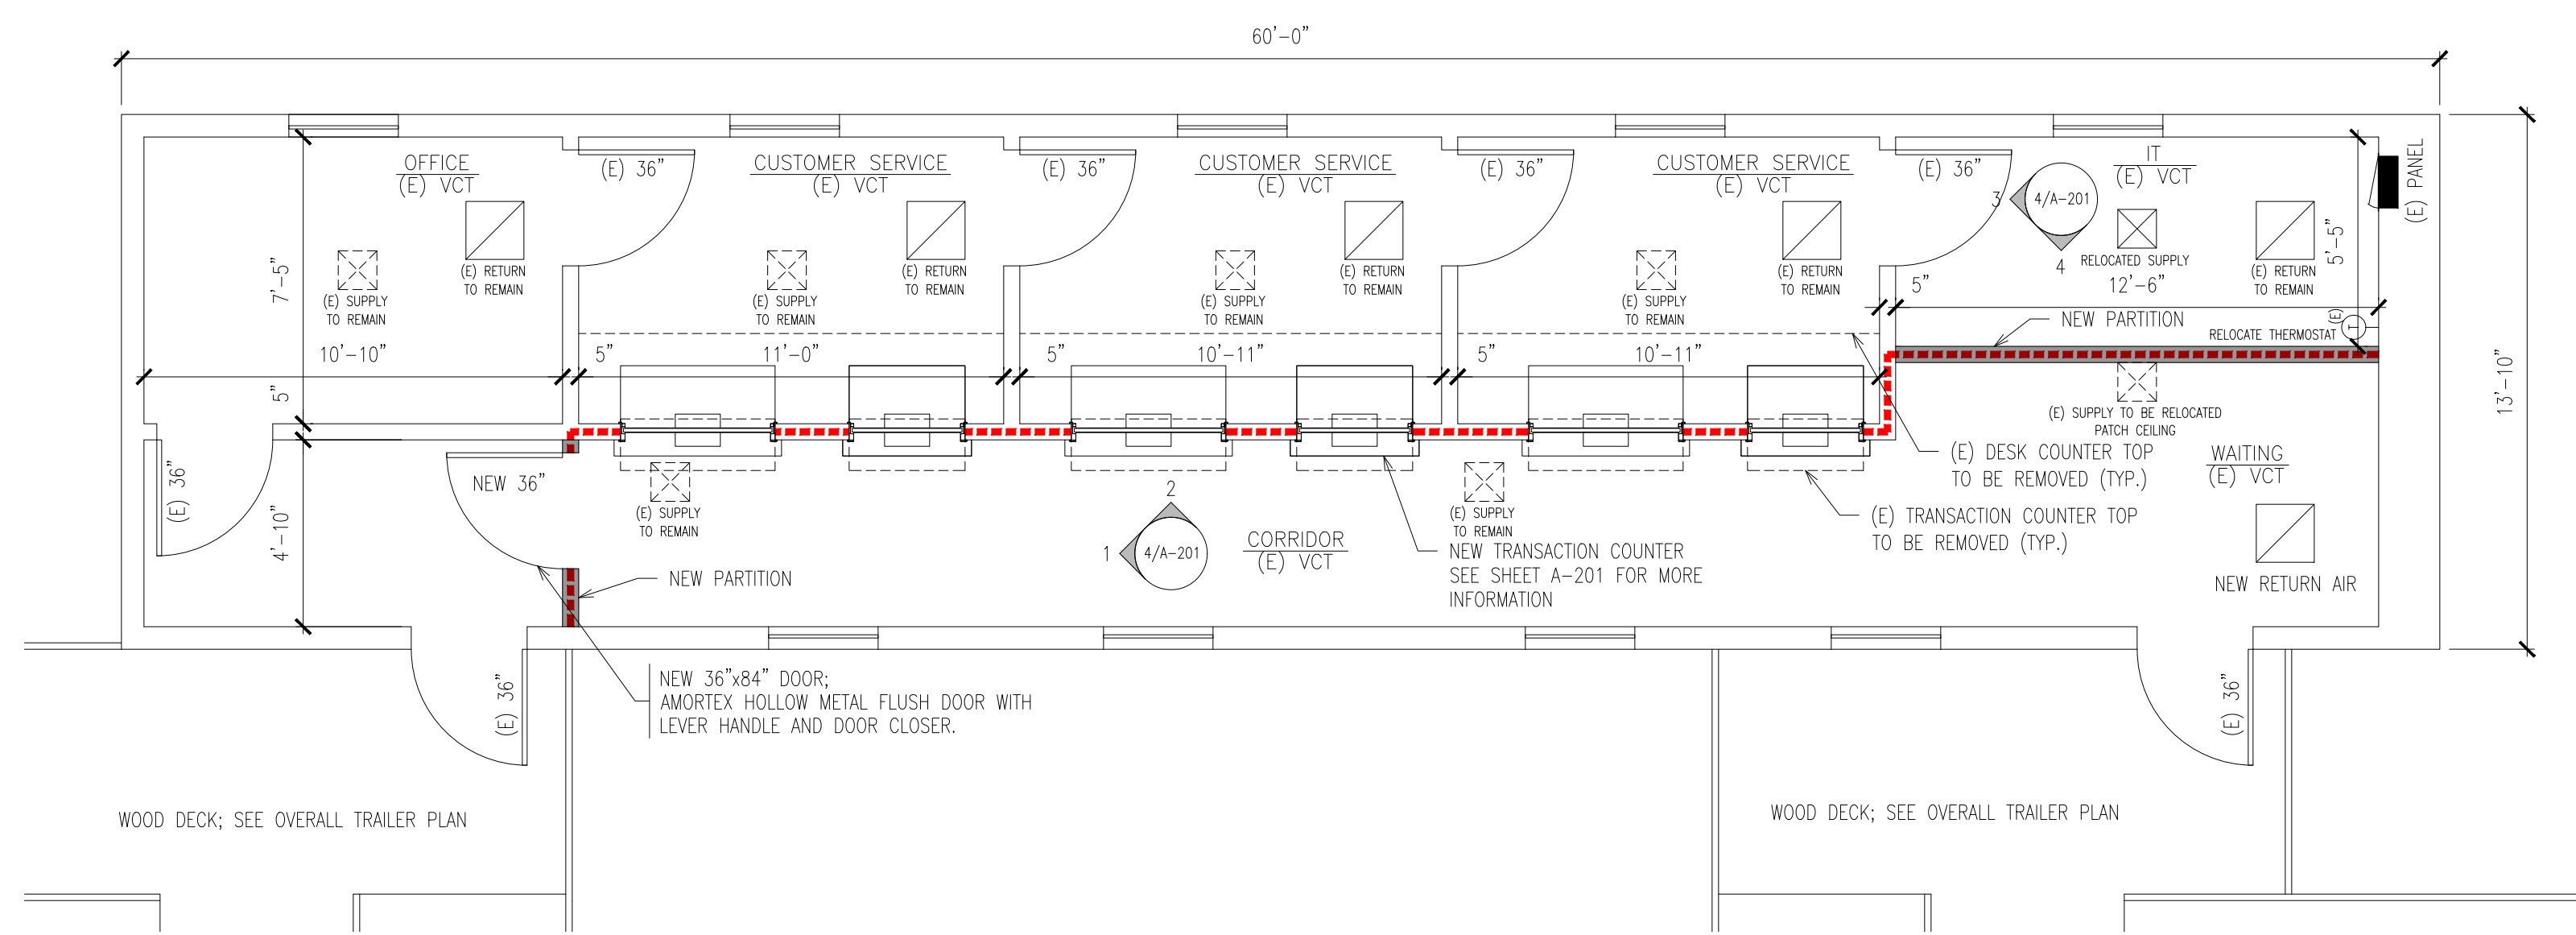 60'-0"
OFFICE
(E) VCT
(E) 36"
CUSTOMER SERVICE
(E) VCT
(E) 36"
CUSTOMER SERVICE
(E) VCT
(E) 36"
CUSTOMER SERVICE
(E) VCT
(E) 36"
IT
(E) VCT
(E) PANEL
3
4/A-201
4
7'-5"
(E) SUPPLY
TO REMAIN
(E) RETURN
TO REMAIN
(E) SUPPLY
TO REMAIN
(E) RETURN
TO REMAIN
(E) SUPPLY
TO REMAIN
(E) RETURN
TO REMAIN
(E) SUPPLY
TO REMAIN
(E) RETURN
TO REMAIN
RELOCATED SUPPLY
(E) RETURN
TO REMAIN
5'-5"
5"
12'-6"
NEW PARTITION
RELOCATE THERMOSTAT
(E)
T
10'-10"
5"
11'-0"
5"
10'-11"
5"
10'-11"
13'-10"
5"
(E) SUPPLY TO BE RELOCATED
PATCH CEILING
(E) DESK COUNTER TOP
TO BE REMOVED (TYP.)
WAITING
(E) VCT
(E) 36"
4'-10"
NEW 36"
(E) SUPPLY
TO REMAIN
2
1
4/A-201
CORRIDOR
(E) VCT
(E) SUPPLY
TO REMAIN
(E) TRANSACTION COUNTER TOP
TO BE REMOVED (TYP.)
NEW TRANSACTION COUNTER
SEE SHEET A-201 FOR MORE
INFORMATION
NEW PARTITION
NEW RETURN AIR
(E) 36"
NEW 36"x84" DOOR;
AMORTEX HOLLOW METAL FLUSH DOOR WITH
LEVER HANDLE AND DOOR CLOSER.
(E) 36"
WOOD DECK; SEE OVERALL TRAILER PLAN
WOOD DECK; SEE OVERALL TRAILER PLAN